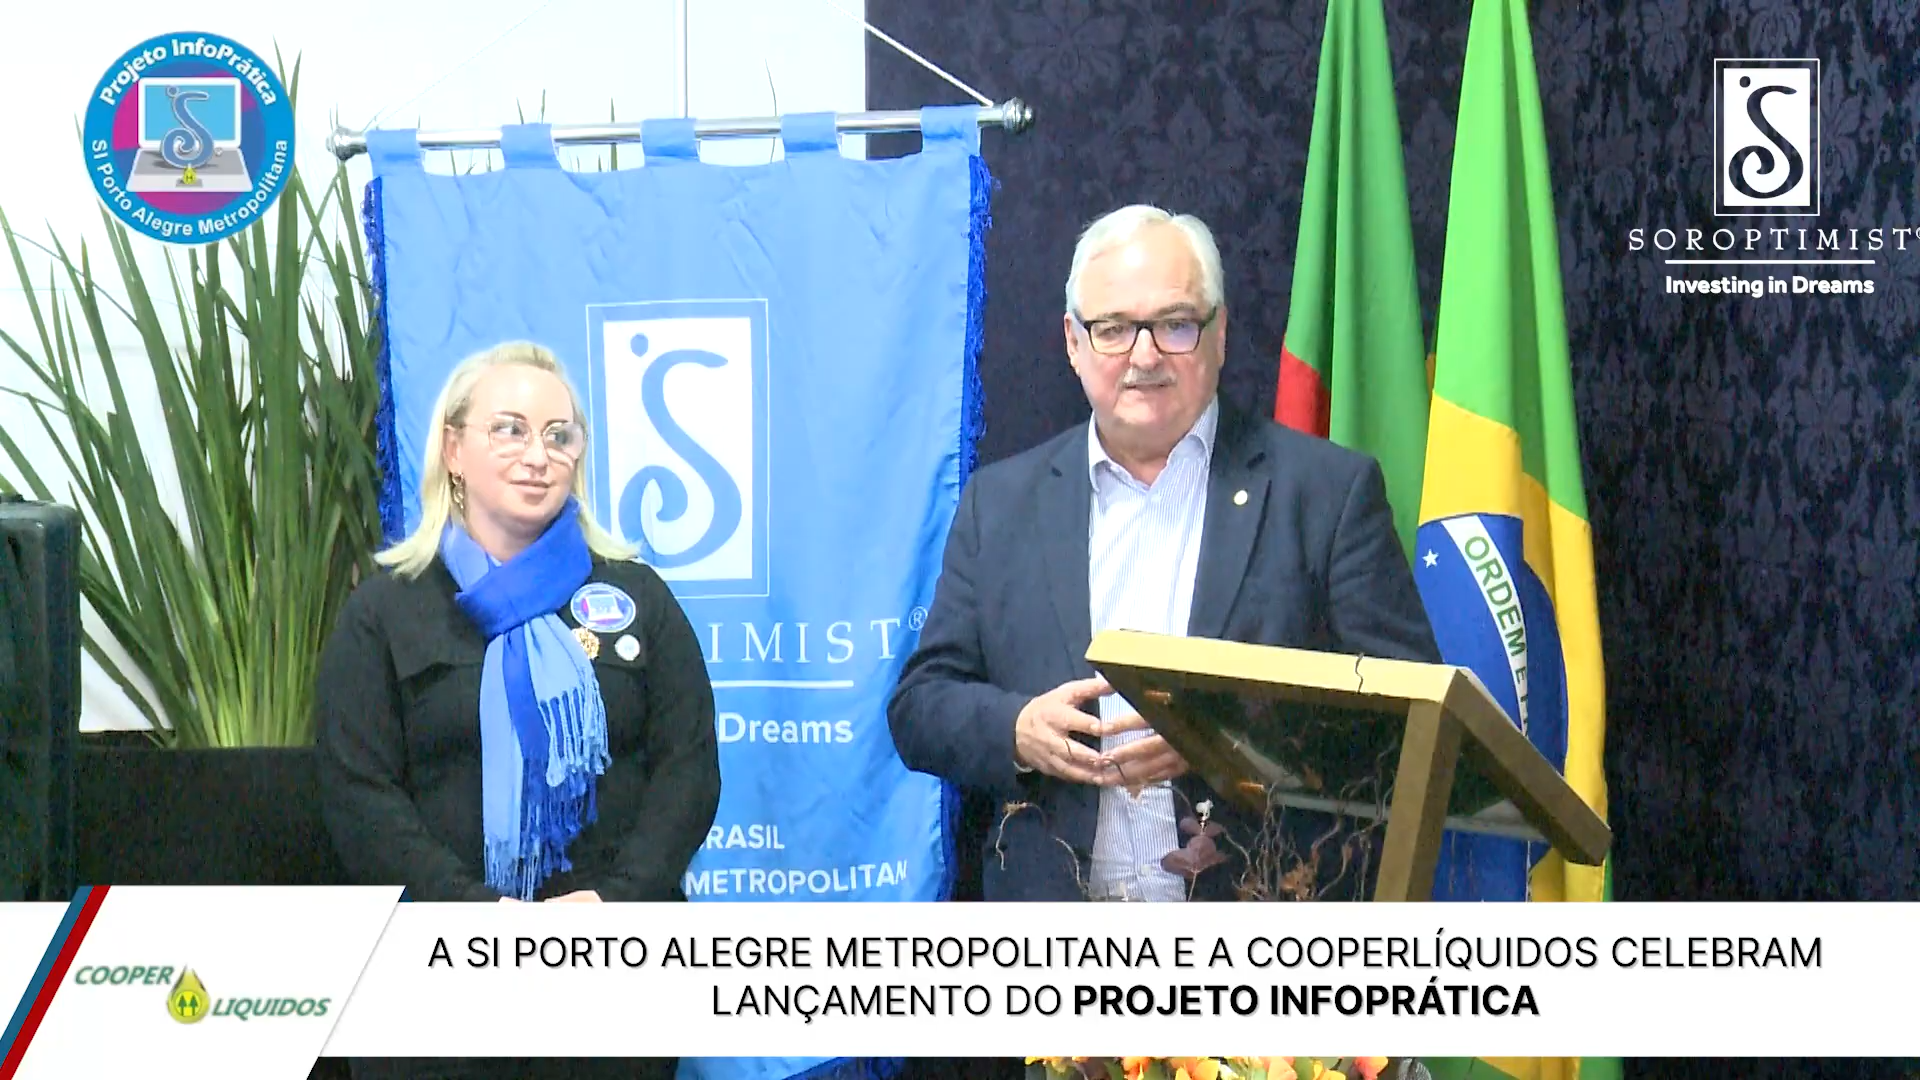 Projeto InfoPrática
SI Porto Alegre Metropolitana
S
SOROPTIMIST®
Investing in Dreams
S
TIMIST®
Dreams
RASIL
METROPOLITAN
ORDEM E
COOPER
LIQUIDOS
A SI PORTO ALEGRE METROPOLITANA E A COOPERLÍQUIDOS CELEBRAM
LANÇAMENTO DO PROJETO INFOPRÁTICA